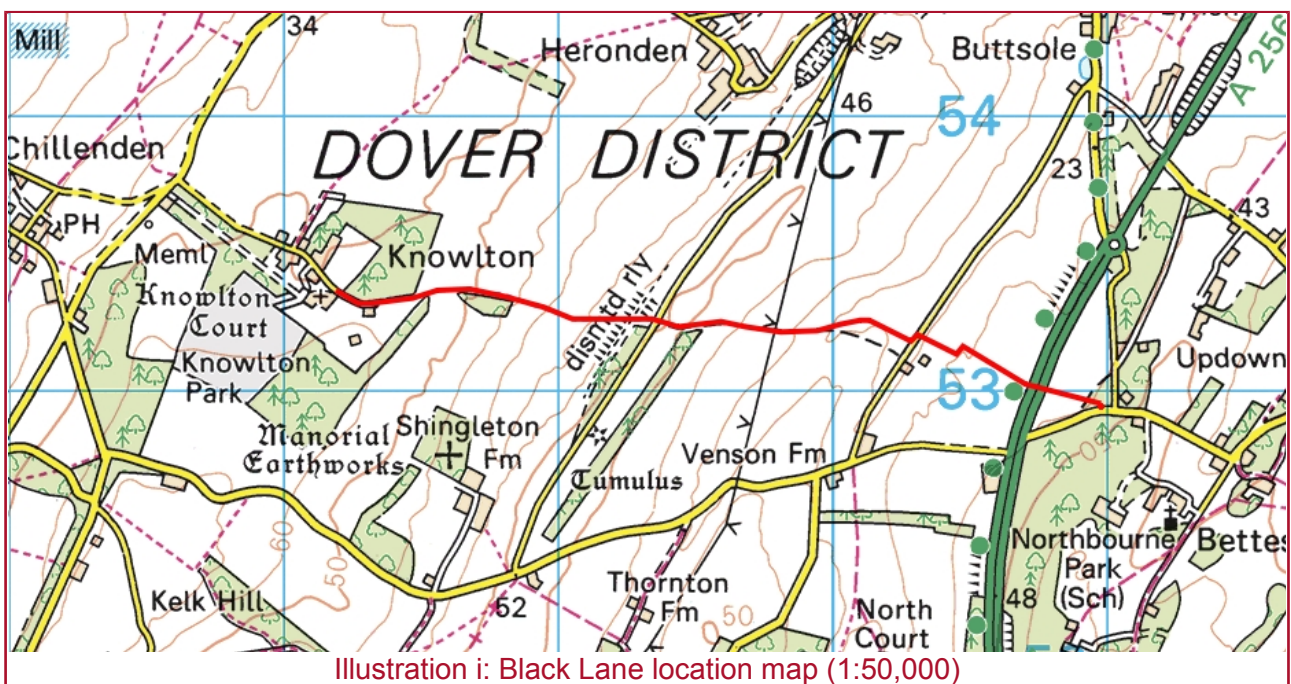 Mill
34
Heronden
Buttsole
A 256
46
54
DOVER DISTRICT
Chillenden
23
PH
43
Meml
Knowlton
Knowlton
Court
dismtd rly
Knowlton
Park
53
Updown
Manorial
Earthworks
Shingleton
Fm
Venson Fm
Tumulus
Northbourne
Park
(Sch)
Bettes
60
50
Kelk Hill
52
Thornton
Fm
50
North
Court
48
Illustration i: Black Lane location map (1:50,000)